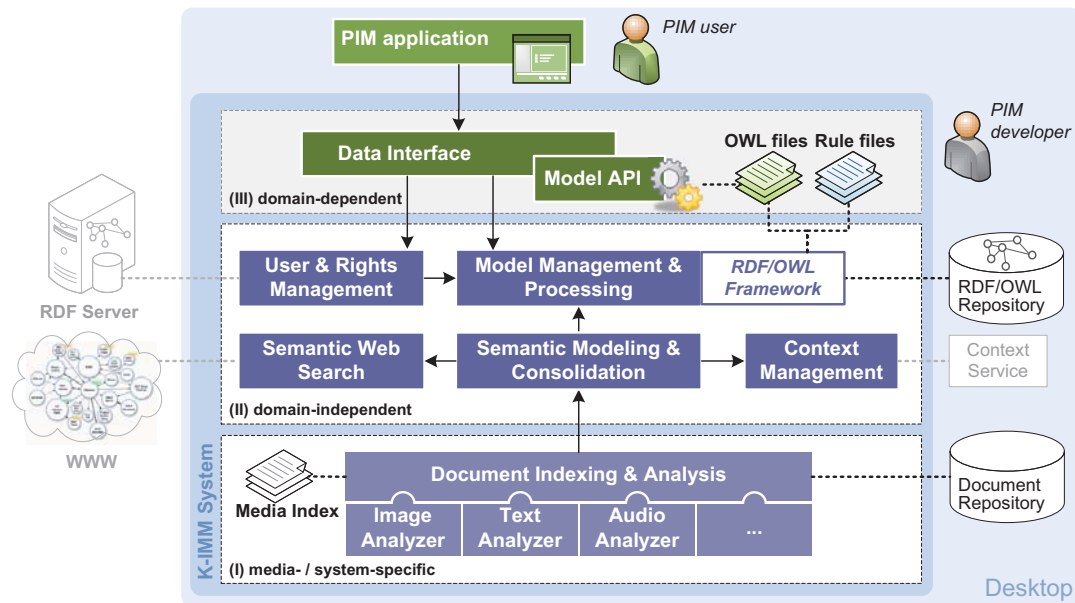 PIM application
PIM user
PIM
developer
Data Interface
Model API
OWL files
Rule files
(III) domain-dependent
RDF Server
User & Rights
Management
Model Management &
Processing
RDF/OWL
Framework
RDF/OWL
Repository
Semantic Web
Search
Semantic Modeling &
Consolidation
Context
Management
Context
Service
WWW
(II) domain-independent
K-IMM System
Media Index
Document Indexing & Analysis
Image
Analyzer
Text
Analyzer
Audio
Analyzer
...
Document
Repository
(I) media- / system-specific
Desktop